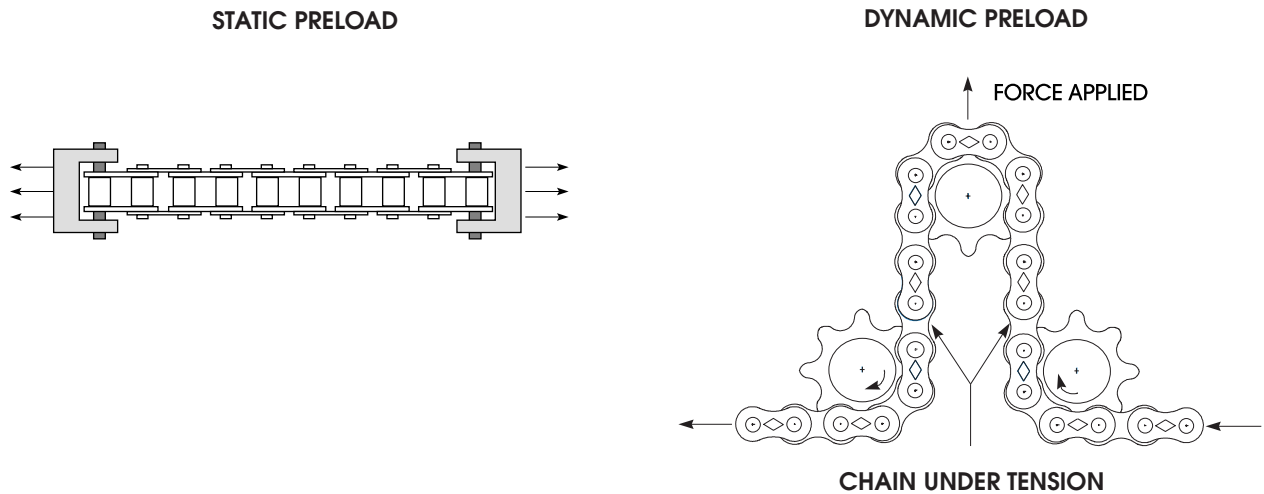 STATIC PRELOAD
DYNAMIC PRELOAD
FORCE APPLIED
CHAIN UNDER TENSION